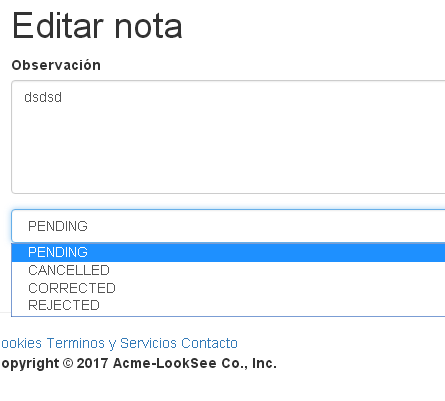 Editar nota
Observación
dsdsd
PENDING
PENDING
CANCELLED
CORRECTED
REJECTED
ookies Terminos y Servicios Contacto
opyright © 2017 Acme-LookSee Co., Inc.